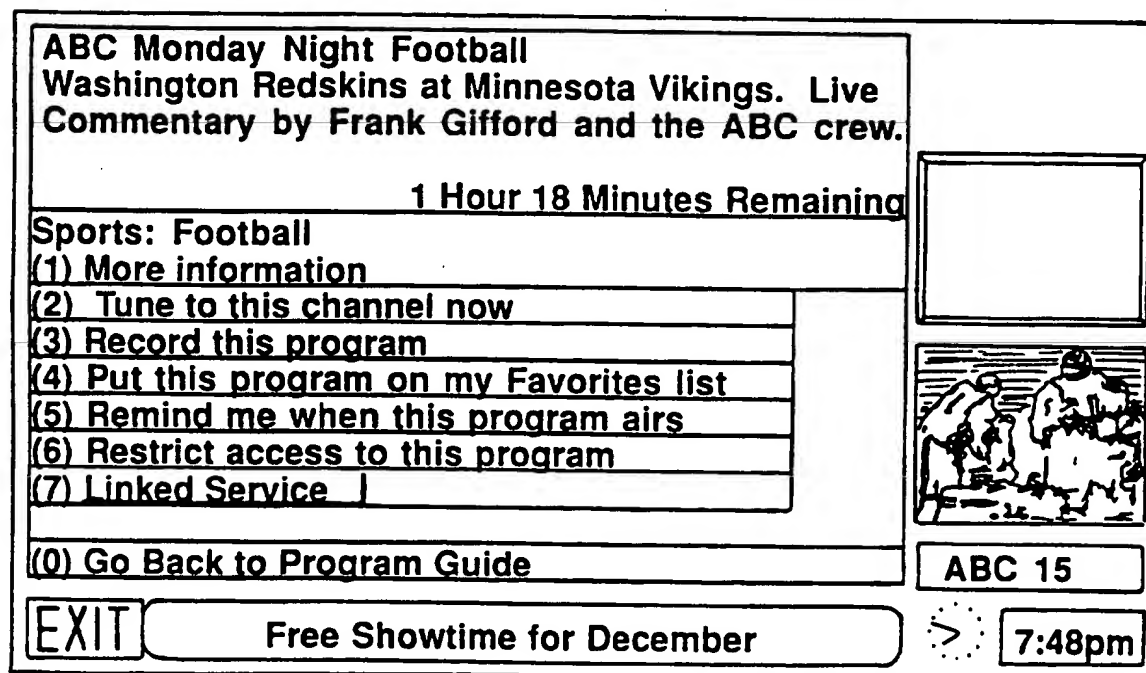 ABC Monday Night Football
Washington Redskins at Minnesota Vikings. Live
Commentary by Frank Gifford and the ABC crew.
1 Hour 18 Minutes Remaining
Sports: Football
(1) More information
(2) Tune to this channel now
(3) Record this program
(4) Put this program on my Favorites list
(5) Remind me when this program airs
(6) Restrict access to this program
(7) Linked Service
(0) Go Back to Program Guide
ABC 15
EXIT
Free Showtime for December
7:48pm